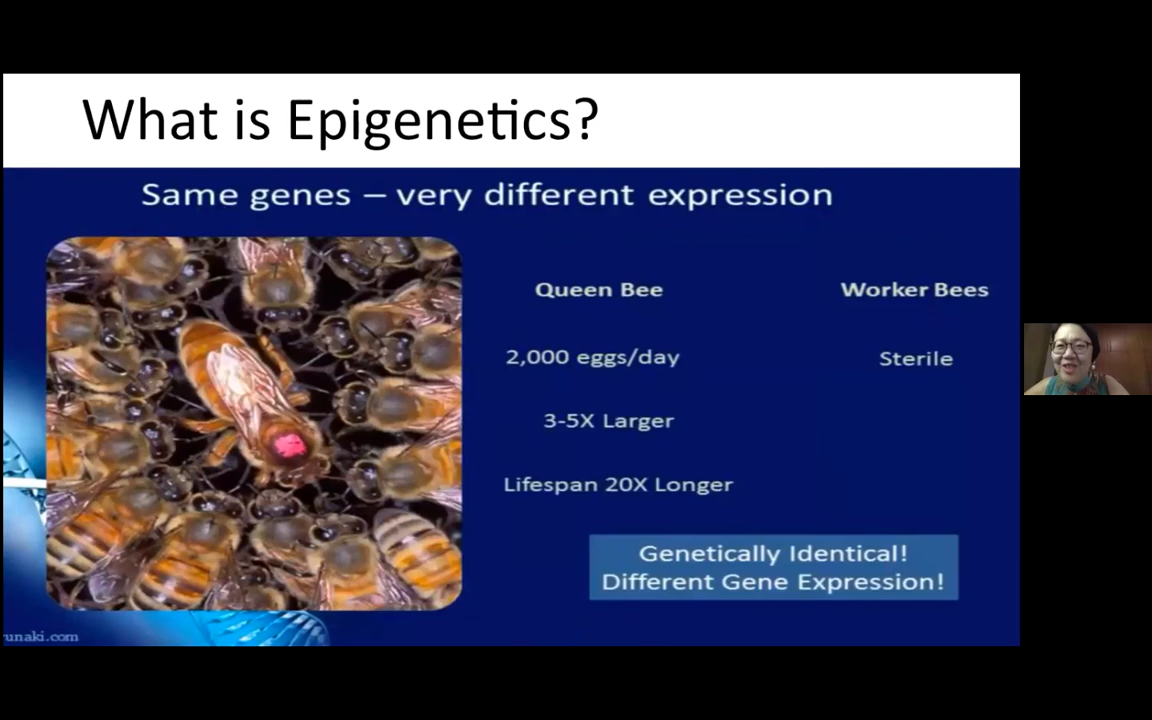 What is Epigenetics?
Same genes – very different expression
Queen Bee
Worker Bees
2,000 eggs/day
Sterile
3-5X Larger
Lifespan 20X Longer
Genetically Identical!
Different Gene Expression!
runaki.com